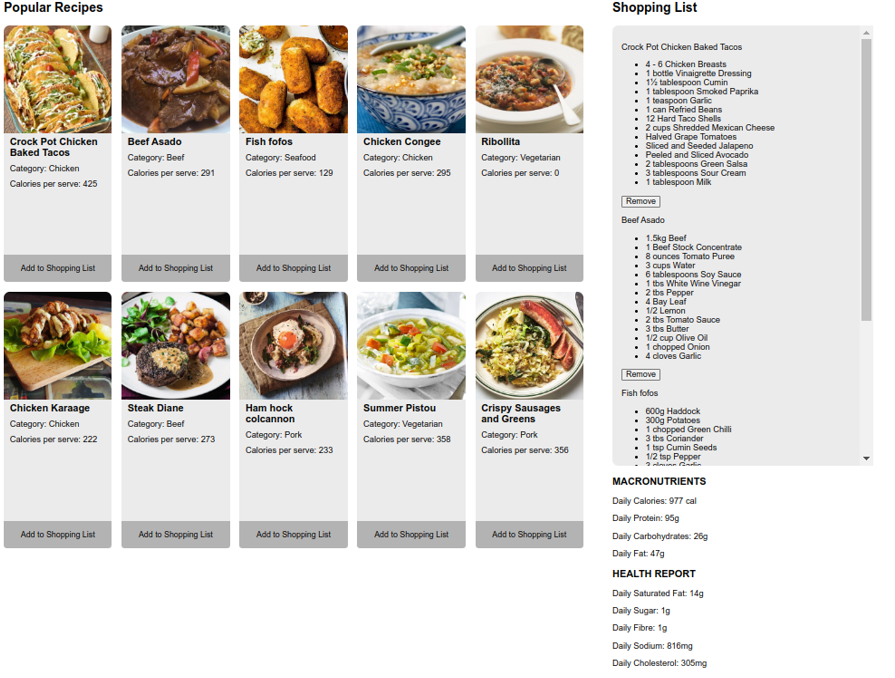 Popular Recipes
Crock Pot Chicken
Baked Tacos
Category: Chicken
Calories per serve: 425
Add to Shopping List
Beef Asado
Category: Beef
Calories per serve: 291
Add to Shopping List
Fish fofos
Category: Seafood
Calories per serve: 129
Add to Shopping List
Chicken Congee
Category: Chicken
Calories per serve: 295
Add to Shopping List
Ribollita
Category: Vegetarian
Calories per serve: 0
Add to Shopping List
Chicken Karaage
Category: Chicken
Calories per serve: 222
Add to Shopping List
Steak Diane
Category: Beef
Calories per serve: 273
Add to Shopping List
Ham hock
colcannon
Category: Pork
Calories per serve: 233
Add to Shopping List
Summer Pistou
Category: Vegetarian
Calories per serve: 358
Add to Shopping List
Crispy Sausages
and Greens
Category: Pork
Calories per serve: 356
Add to Shopping List
Shopping List
Crock Pot Chicken Baked Tacos
4 - 6 Chicken Breasts
1 bottle Vinaigrette Dressing
1½ tablespoon Cumin
1 tablespoon Smoked Paprika
1 teaspoon Garlic
1 can Refried Beans
12 Hard Taco Shells
2 cups Shredded Mexican Cheese
Halved Grape Tomatoes
Sliced and Seeded Jalapeno
Peeled and Sliced Avocado
2 tablespoons Green Salsa
3 tablespoons Sour Cream
1 tablespoon Milk
Remove
Beef Asado
1.5kg Beef
1 Beef Stock Concentrate
8 ounces Tomato Puree
3 cups Water
6 tablespoons Soy Sauce
1 tbs White Wine Vinegar
2 tbs Pepper
4 Bay Leaf
1/2 Lemon
2 tbs Tomato Sauce
3 tbs Butter
1/2 cup Olive Oil
1 chopped Onion
4 cloves Garlic
Remove
Fish fofos
600g Haddock
300g Potatoes
1 chopped Green Chilli
3 tbs Coriander
1 tsp Cumin Seeds
1/2 tsp Pepper
3 cloves Garlic
MACRONUTRIENTS
Daily Calories: 977 cal
Daily Protein: 95g
Daily Carbohydrates: 26g
Daily Fat: 47g
HEALTH REPORT
Daily Saturated Fat: 14g
Daily Sugar: 1g
Daily Fibre: 1g
Daily Sodium: 816mg
Daily Cholesterol: 305mg